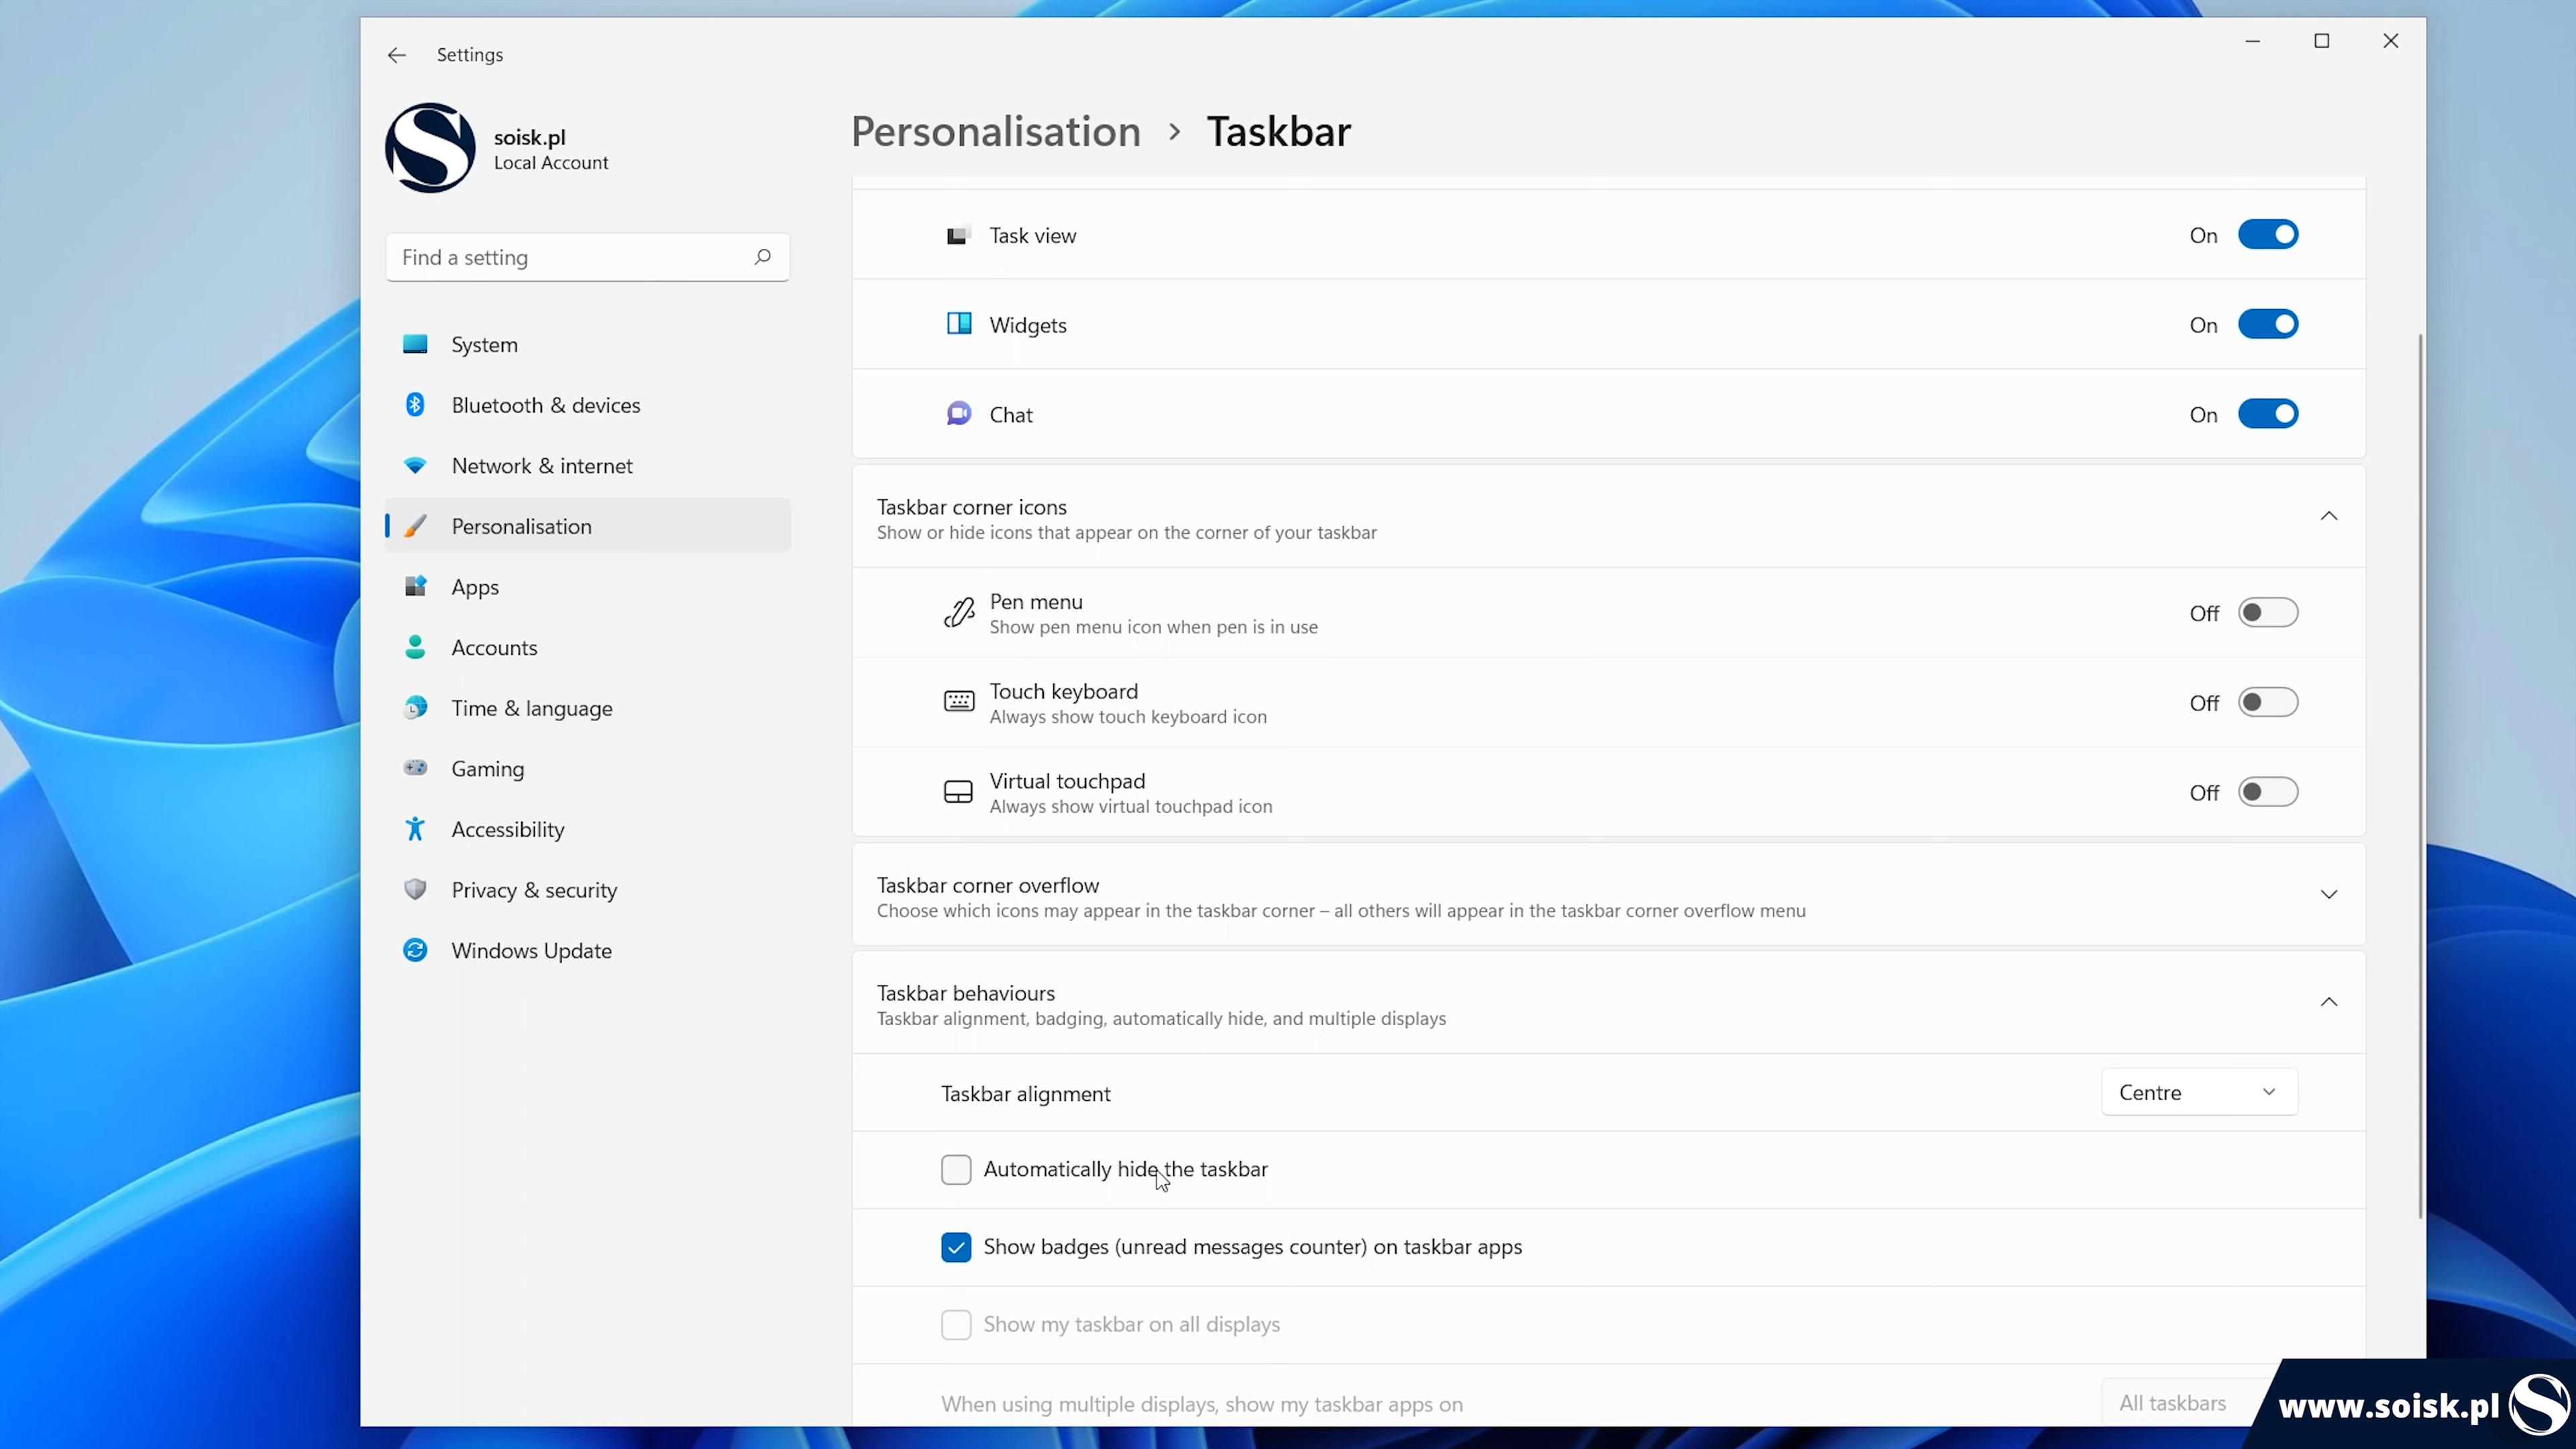 Settings
soisk.pl
Local Account
Find a setting
System
Bluetooth & devices
Network & internet
Personalisation
Apps
Accounts
Time & language
Gaming
Accessibility
Privacy & security
Windows Update
Personalisation > Taskbar
Task view On
Widgets On
Chat On
Taskbar corner icons
Show or hide icons that appear on the corner of your taskbar
Pen menu
Show pen menu icon when pen is in use
Off
Touch keyboard
Always show touch keyboard icon
Off
Virtual touchpad
Always show virtual touchpad icon
Off
Taskbar corner overflow
Choose which icons may appear in the taskbar corner – all others will appear in the taskbar corner overflow menu
Taskbar behaviours
Taskbar alignment, badging, automatically hide, and multiple displays
Taskbar alignment Centre
Automatically hide the taskbar
Show badges (unread messages counter) on taskbar apps
Show my taskbar on all displays
When using multiple displays, show my taskbar apps on All taskbars
www.soisk.pl